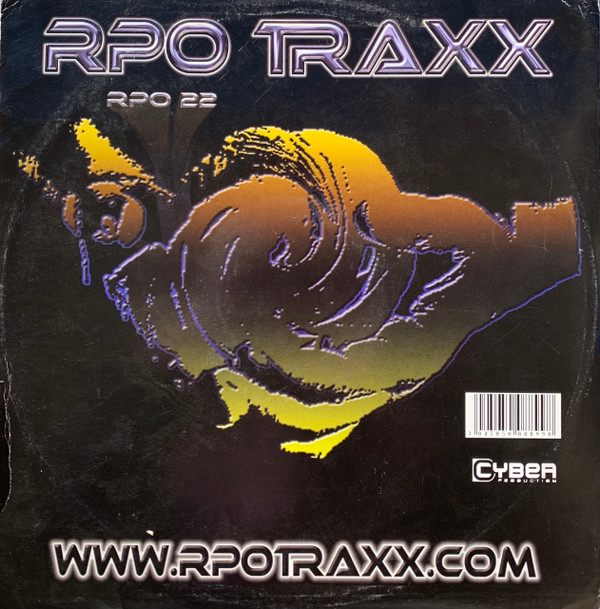 RPO TRAXX
RPO 22
CYBER
PRODUCTION
WWW.RPOTRAXX.COM